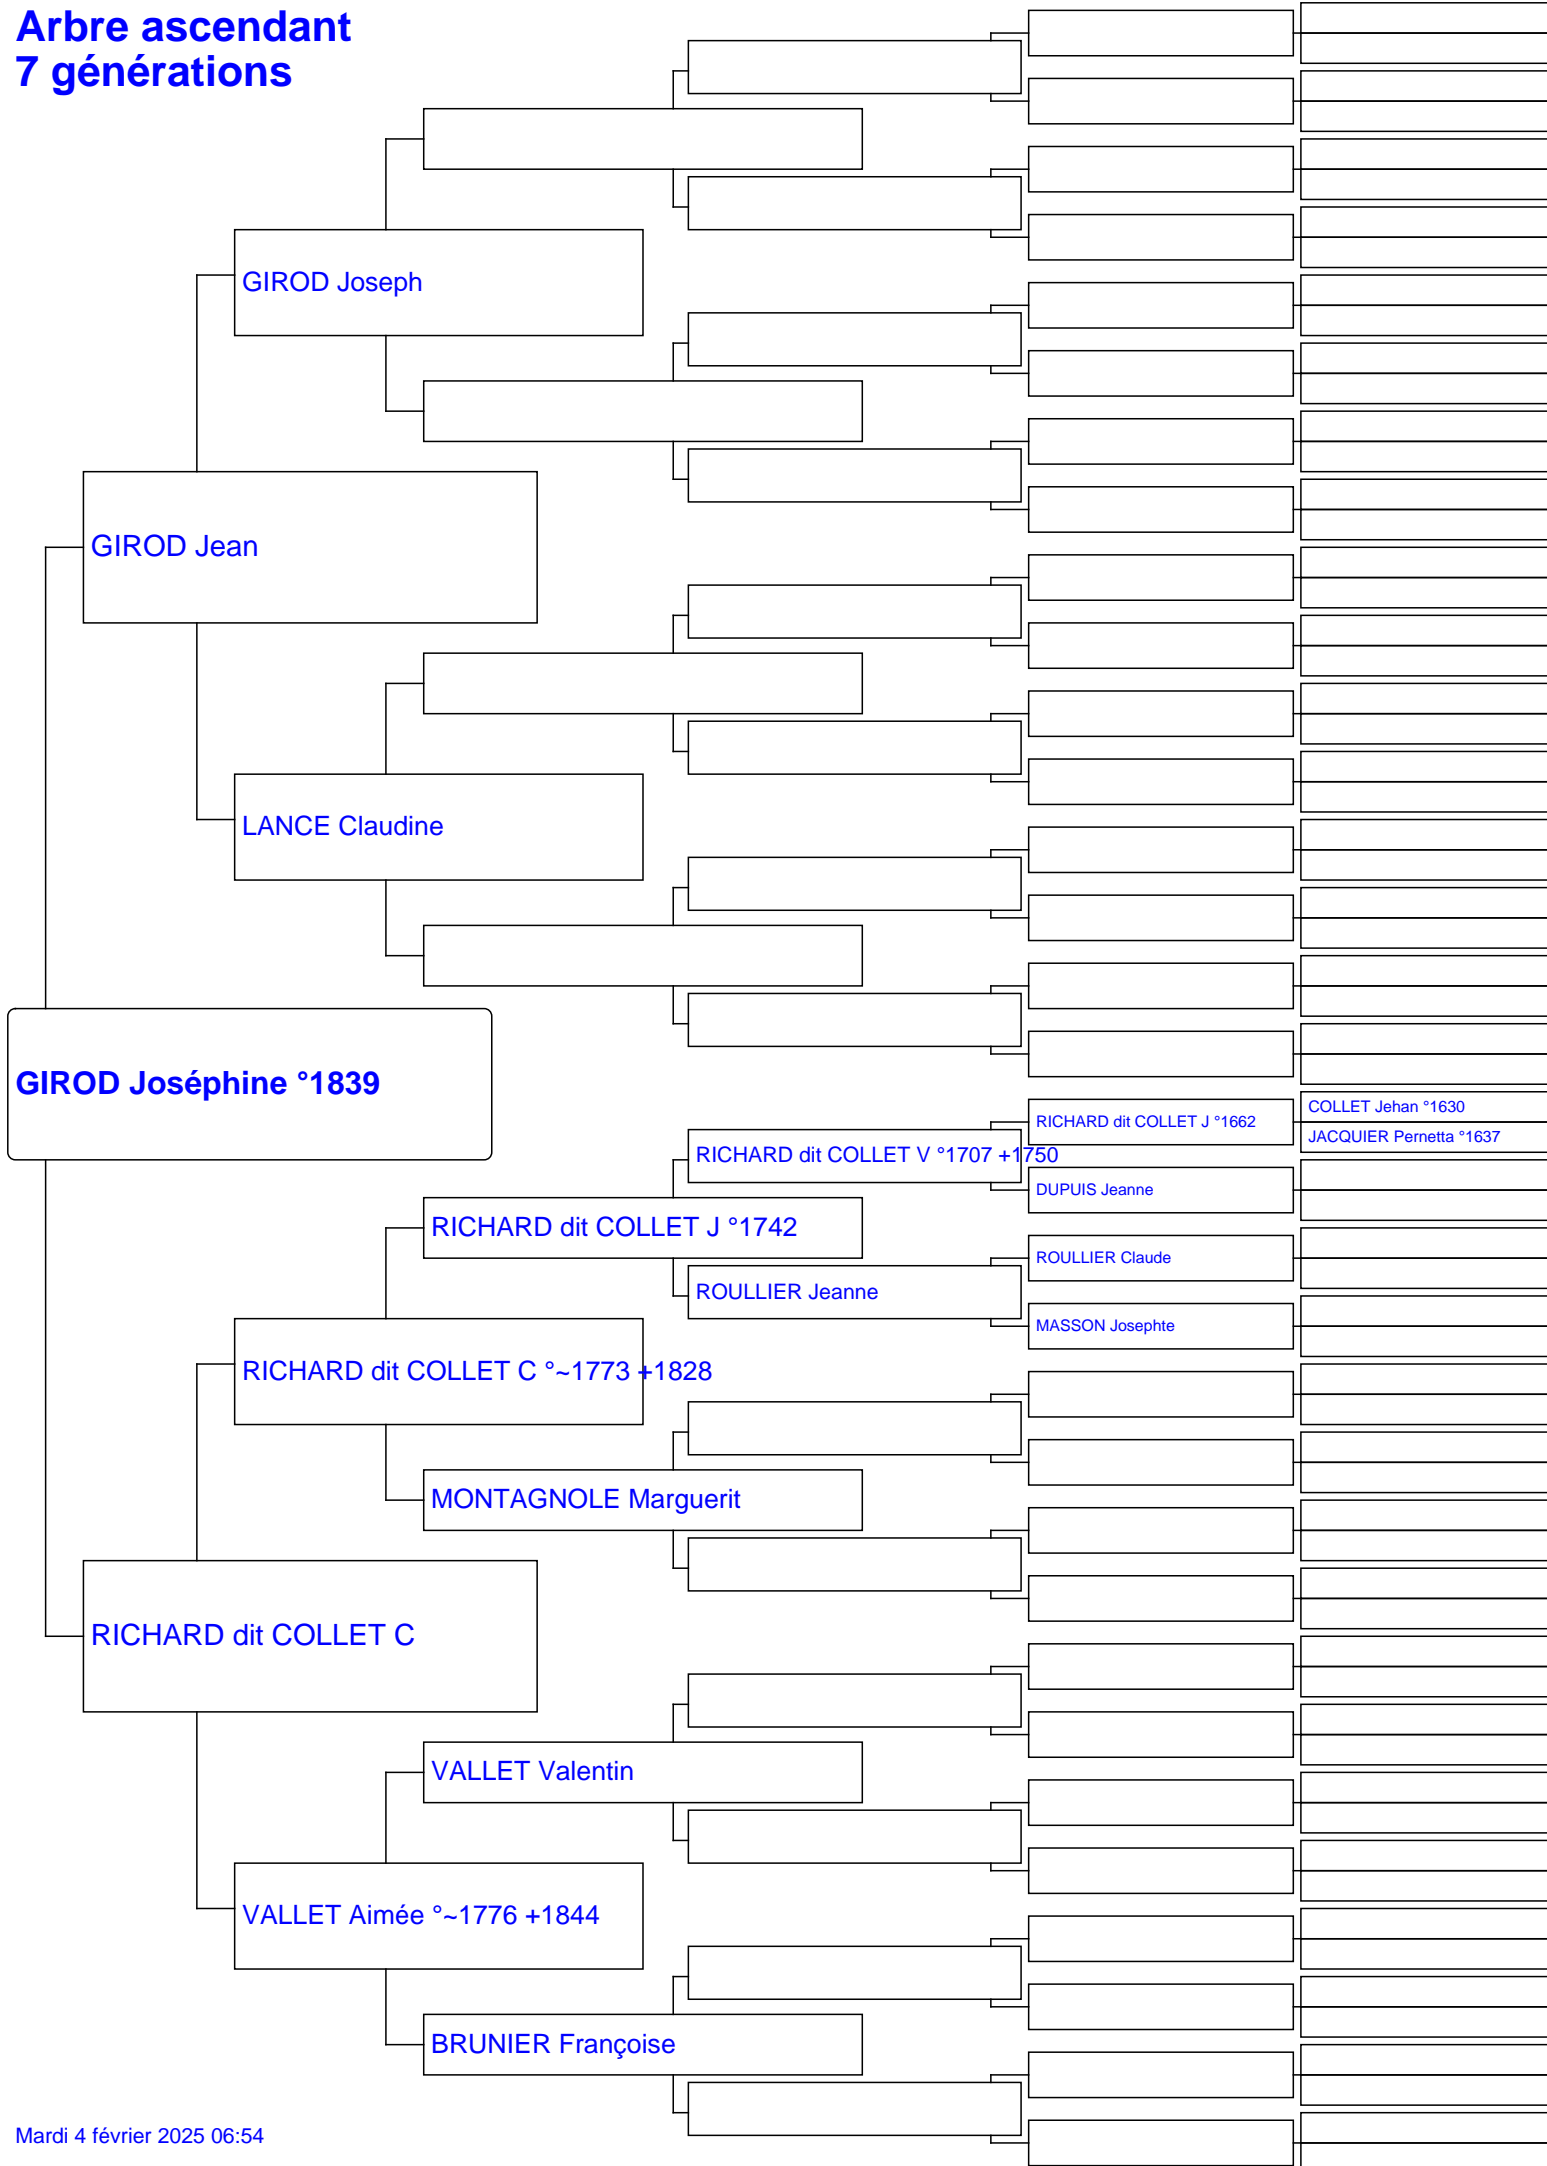 Arbre ascendant
7 générations
GIROD Joseph
GIROD Jean
LANCE Claudine
GIROD Joséphine °1839
RICHARD dit COLLET J °1662
COLLET Jehan °1630
JACQUIER Pernetta °1637
RICHARD dit COLLET V °1707 +1750
DUPUIS Jeanne
RICHARD dit COLLET J °1742
ROULLIER Claude
ROULLIER Jeanne
MASSON Josephte
RICHARD dit COLLET C °~1773 +1828
MONTAGNOLE Marguerit
RICHARD dit COLLET C
VALLET Valentin
VALLET Aimée °~1776 +1844
BRUNIER Françoise
Mardi 4 février 2025 06:54